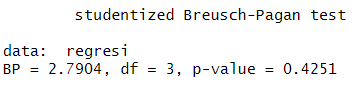 studentized Breusch-Pagan test
data:  regresi
BP = 2.7904, df = 3, p-value = 0.4251